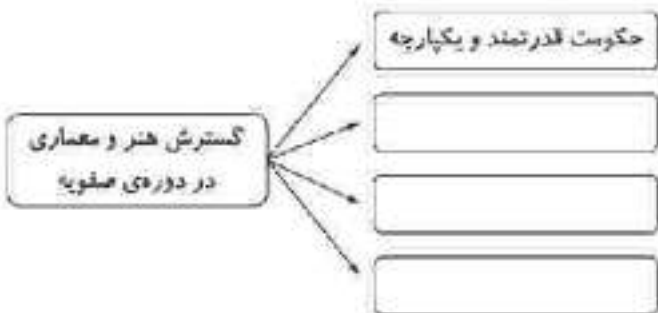 حکومت قدرتمند و یکپارچه
گسترش هنر و معماری
در دوره‌ی صفویه